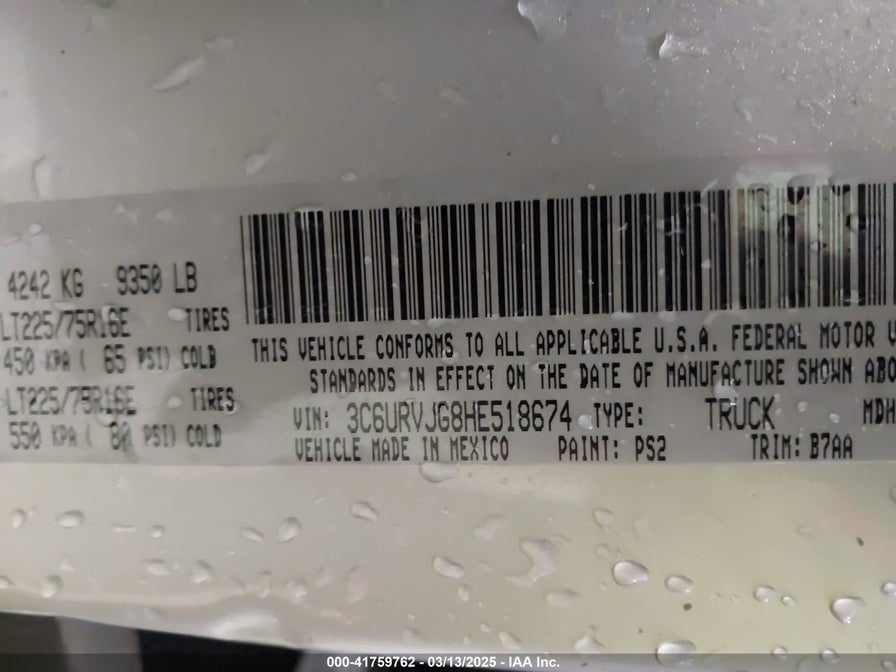 4242 KG 9350 LB
LT225/75R16E TIRES
450 KPA ( 65 PSI) COLD
LT225/75R16E TIRES
550 KPA ( 80 PSI) COLD
THIS VEHICLE CONFORMS TO ALL APPLICABLE U.S.A. FEDERAL MOTOR V
STANDARDS IN EFFECT ON THE DATE OF MANUFACTURE SHOWN ABO
VIN: 3C6URVJG8HE518674 TYPE: TRUCK MDH
VEHICLE MADE IN MEXICO PAINT: PS2 TRIM: B7AA
000-41759762 - 03/13/2025 - IAA Inc.